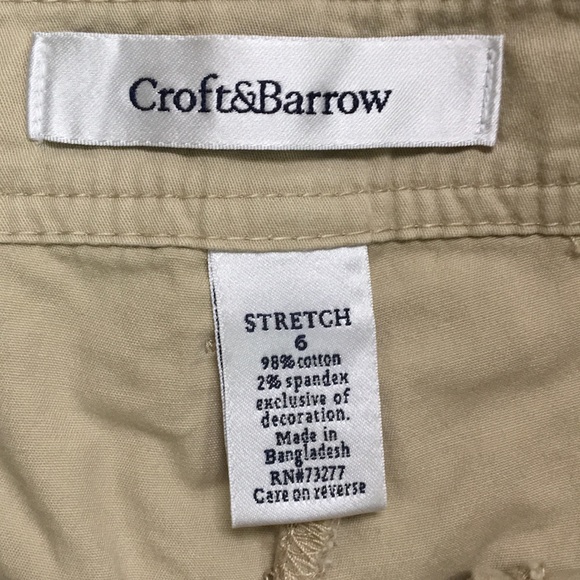 Croft&Barrow
STRETCH
6
98% cotton
2% spandex
exclusive of
decoration.
Made in
Bangladesh
RN#73277
Care on reverse